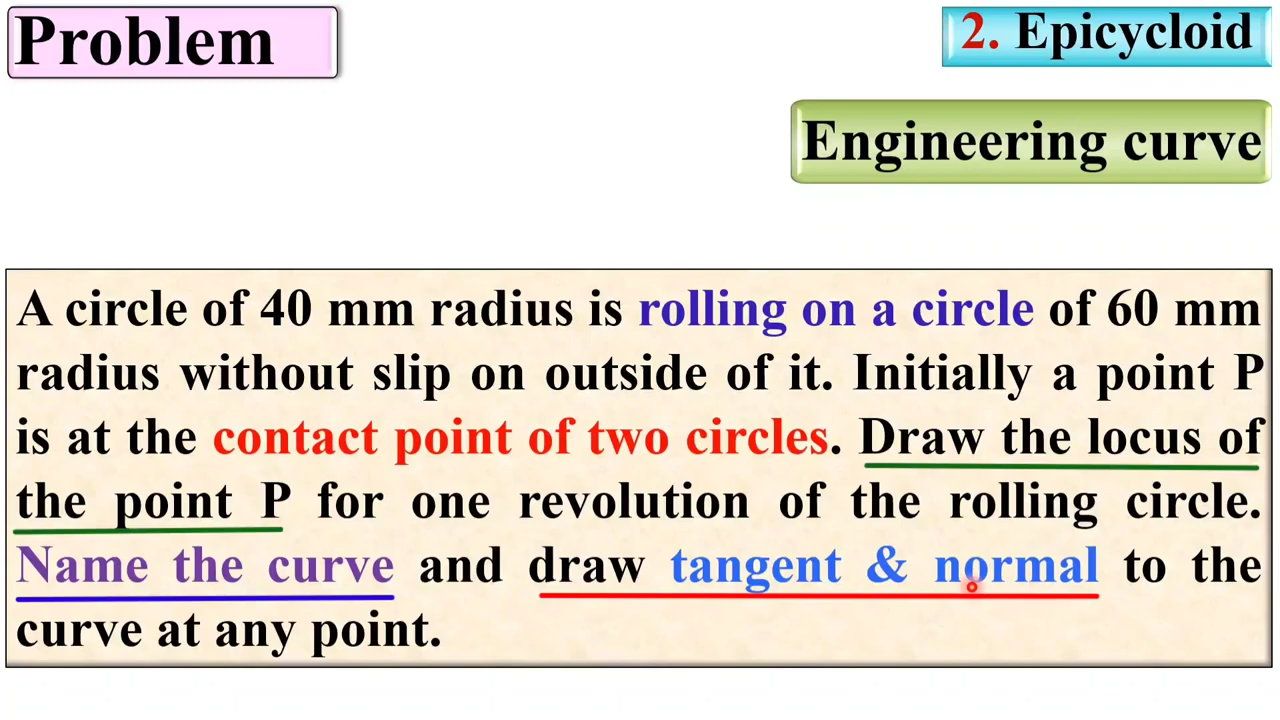 Problem
2. Epicycloid
Engineering curve
A circle of 40 mm radius is rolling on a circle of 60 mm
radius without slip on outside of it. Initially a point P
is at the contact point of two circles. Draw the locus of
the point P for one revolution of the rolling circle.
Name the curve and draw tangent & normal to the
curve at any point.